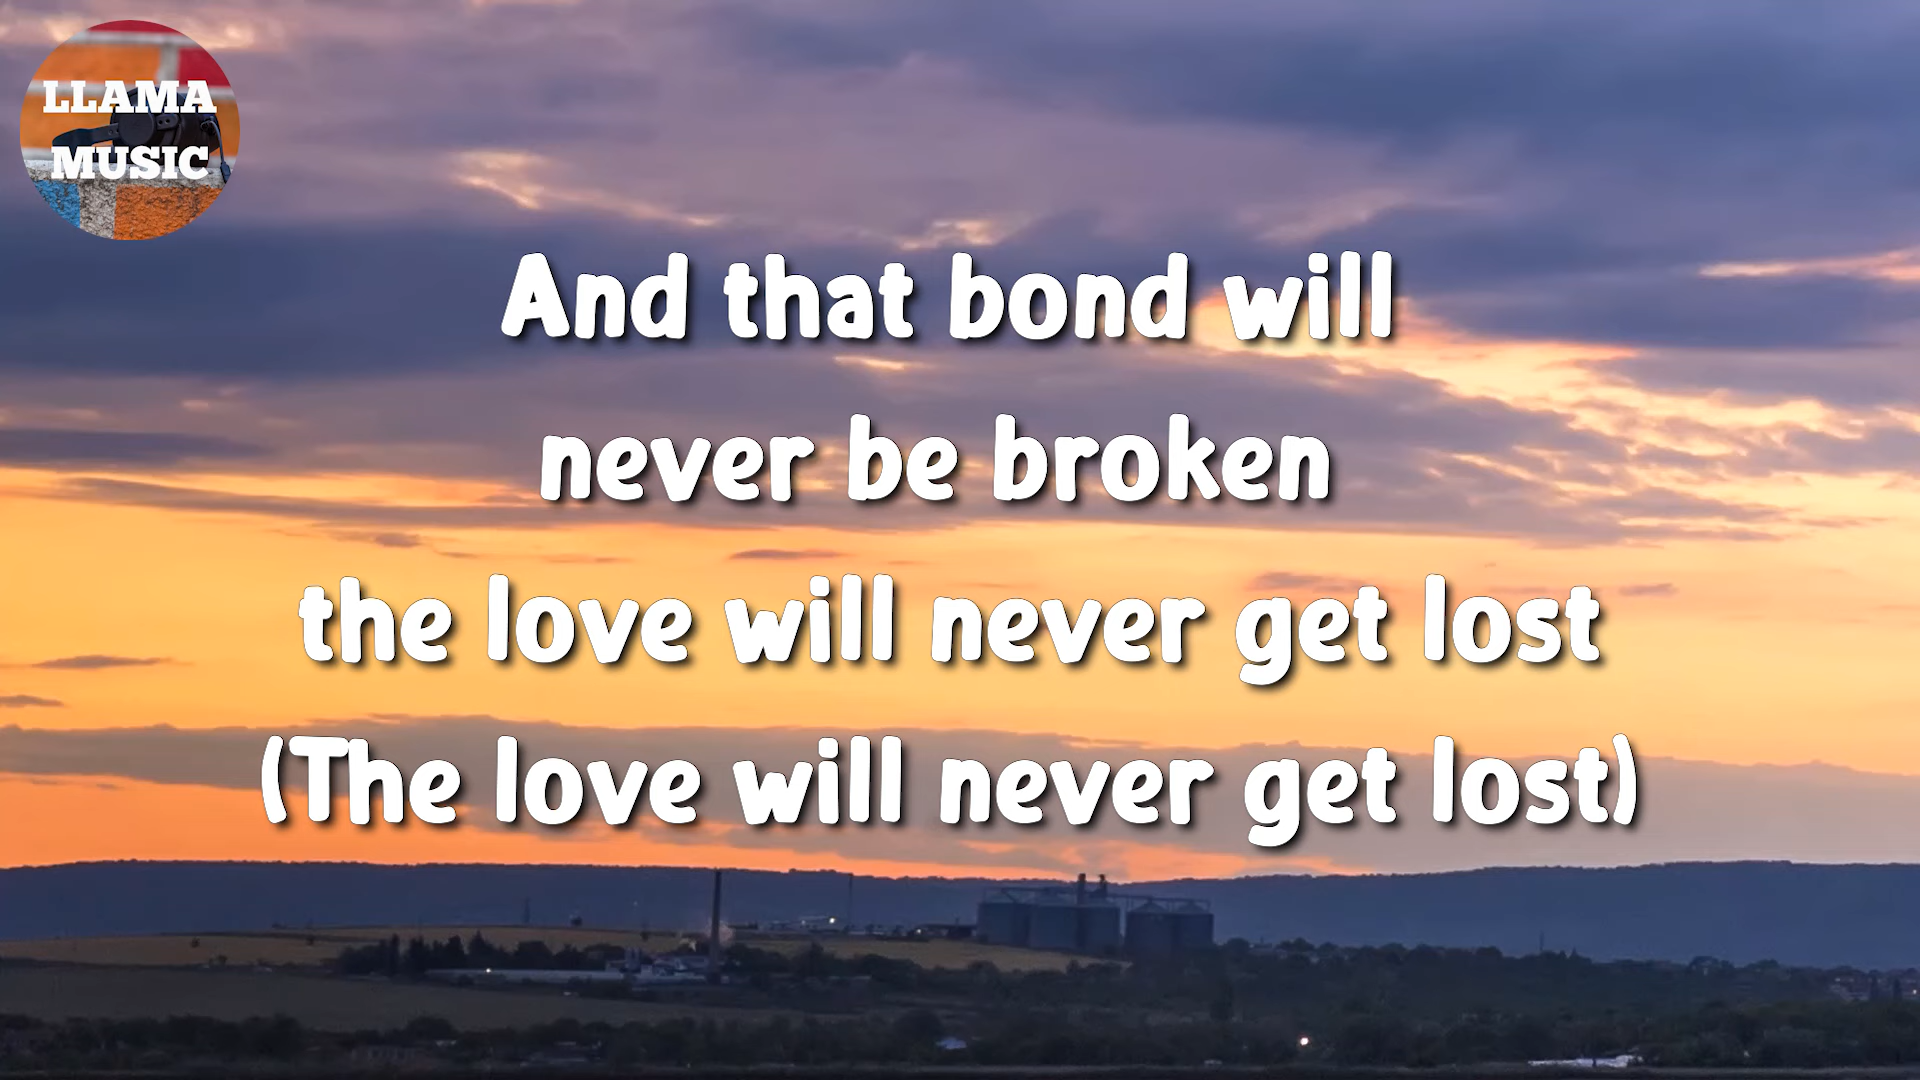 LLAMA
MUSIC
And that bond will
never be broken
the love will never get lost
(The love will never get lost)